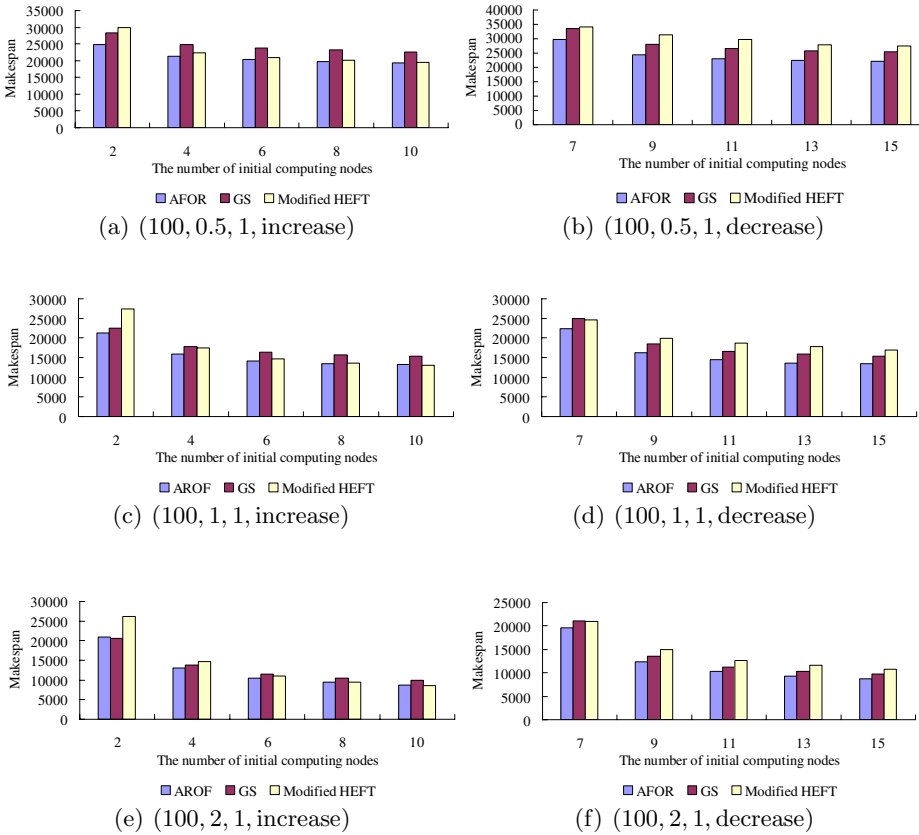 35000
30000
25000
20000
15000
10000
5000
0
Makespan
2 4 6 8 10
The number of initial computing nodes
AFOR GS Modified HEFT
(a) (100, 0.5, 1, increase)
40000
35000
30000
25000
20000
15000
10000
5000
0
Makespan
7 9 11 13 15
The number of initial computing nodes
AFOR GS Modified HEFT
(b) (100, 0.5, 1, decrease)
30000
25000
20000
15000
10000
5000
0
Makespan
2 4 6 8 10
The number of initial computing nodes
AROF GS Modified HEFT
(c) (100, 1, 1, increase)
30000
25000
20000
15000
10000
5000
0
Makespan
7 9 11 13 15
The number of initial computing nodes
AROF GS Modified HEFT
(d) (100, 1, 1, decrease)
30000
25000
20000
15000
10000
5000
0
Makespan
2 4 6 8 10
The number of initial computing nodes
AROF GS Modified HEFT
(e) (100, 2, 1, increase)
25000
20000
15000
10000
5000
0
Makespan
7 9 11 13 15
The number of initial computing nodes
AFOR GS Modified HEFT
(f) (100, 2, 1, decrease)